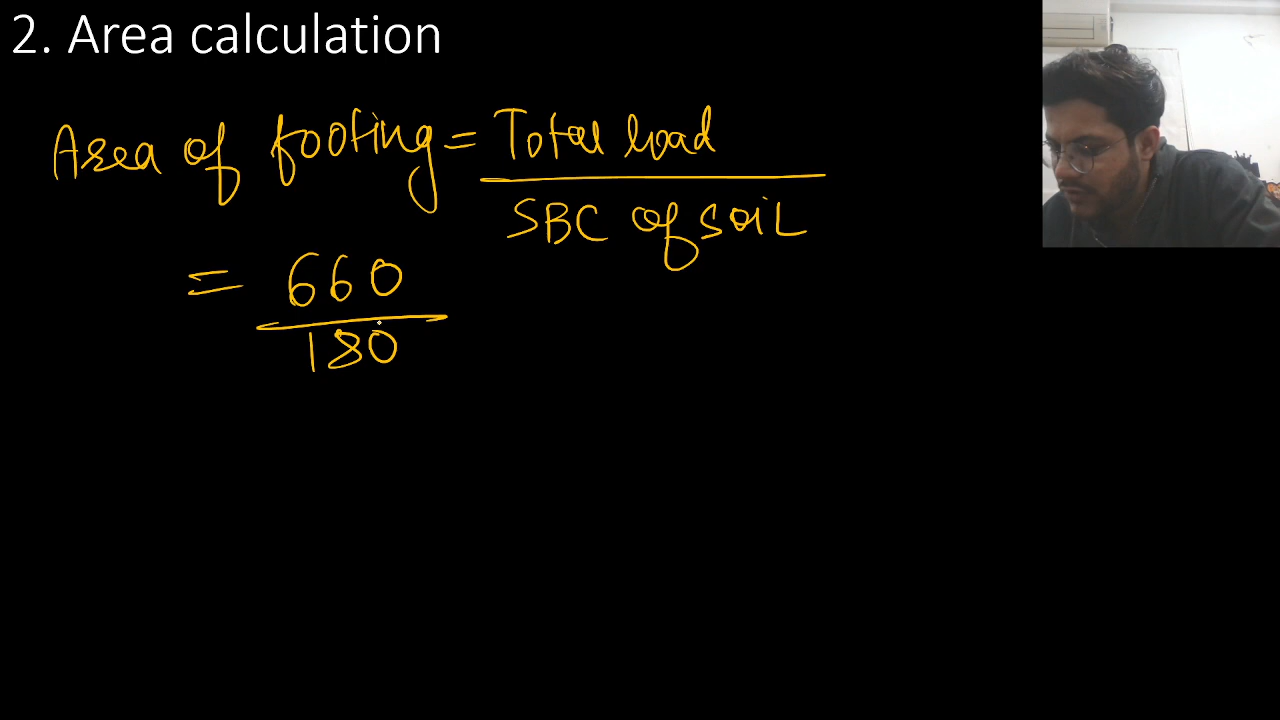 2. Area calculation
Area of footing = Total load
SBC of soil
= 660
180